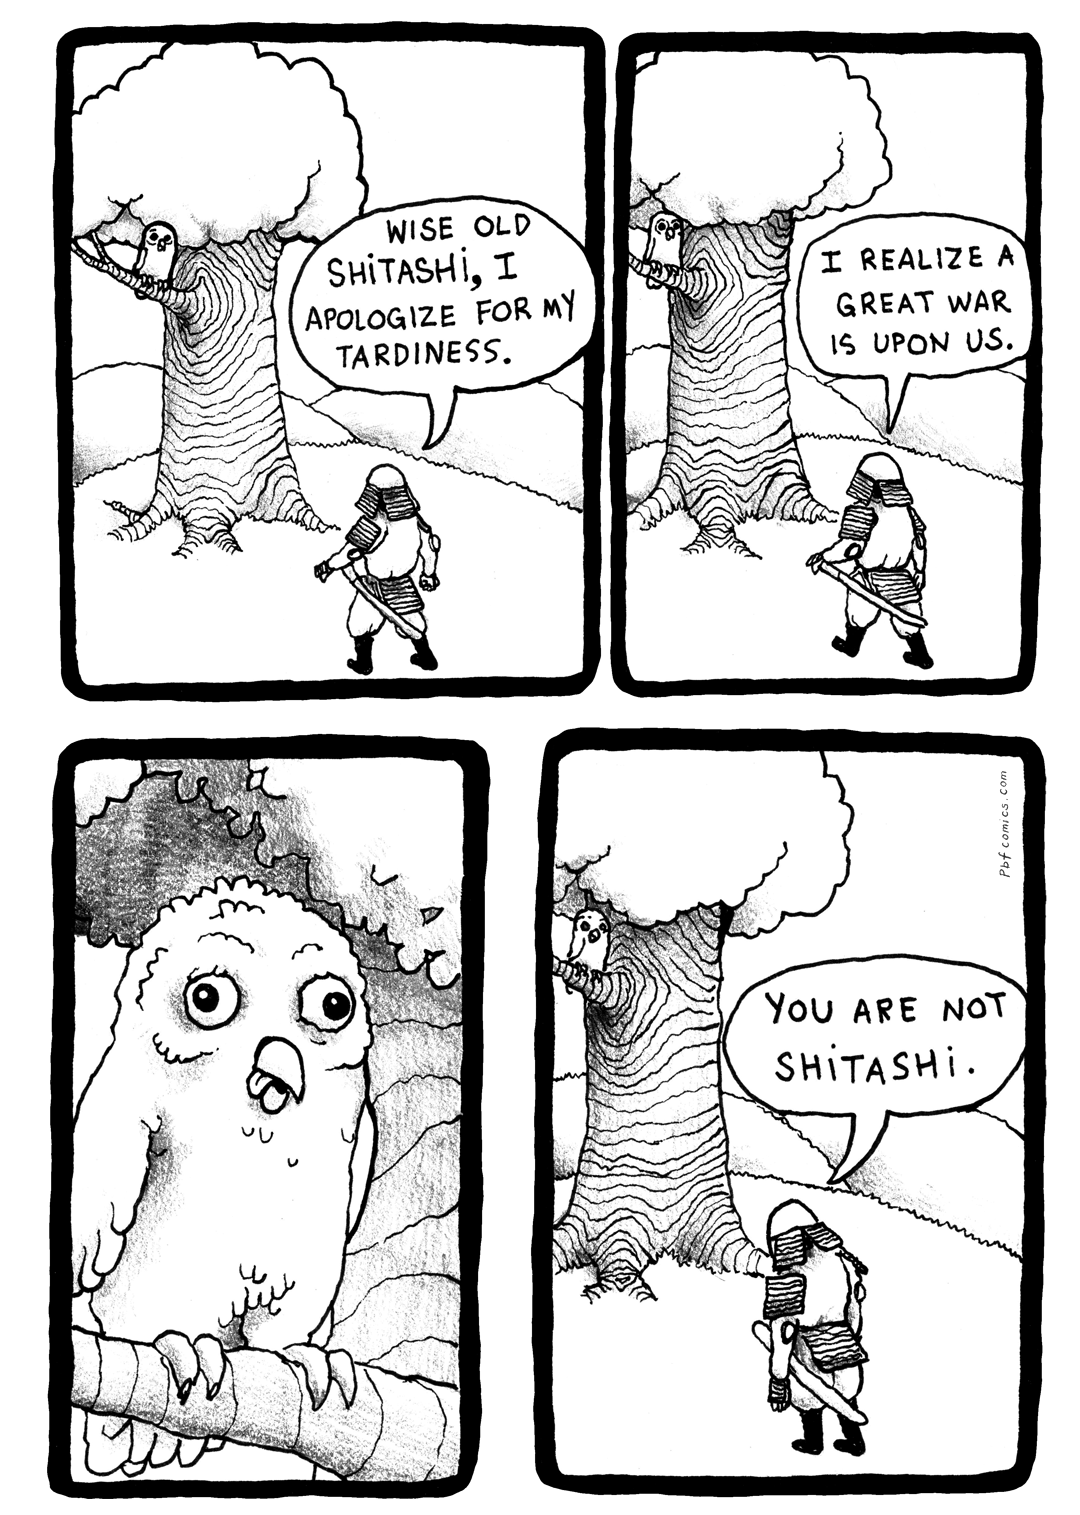 WISE OLD
SHiTASHi, I
APOLOGIZE FOR MY
TARDINESS.
I REALIZE A
GREAT WAR
IS UPON US.
Pbfcomics.com
YOU ARE NOT
SHiTASHi.